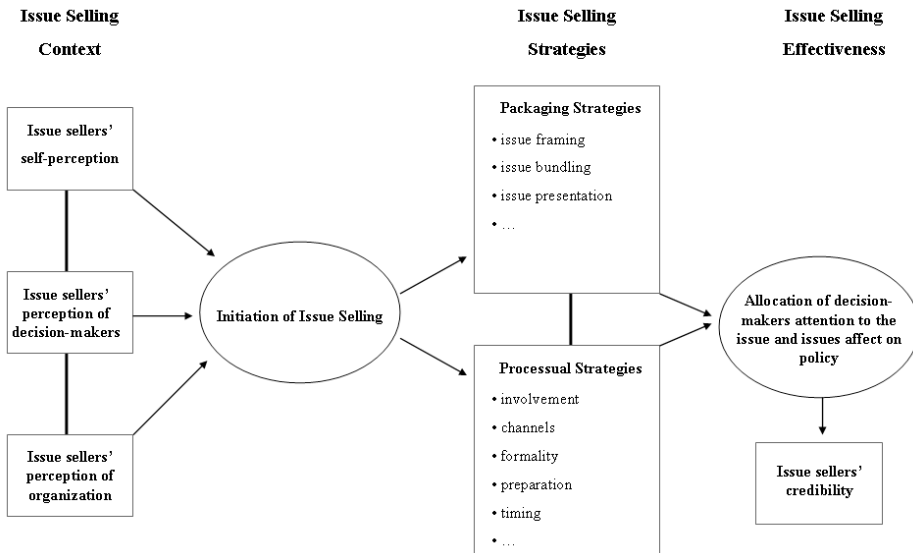 Issue Selling
Context
Issue Selling
Strategies
Issue Selling
Effectiveness
Issue sellers’
self-perception
Issue sellers’
perception of
decision-makers
Issue sellers’
perception of
organization
Initiation of Issue Selling
Packaging Strategies
• issue framing
• issue bundling
• issue presentation
• …
Processual Strategies
• involvement
• channels
• formality
• preparation
• timing
• …
Allocation of decision-
makers attention to the
issue and issues affect on
policy
Issue sellers’
credibility